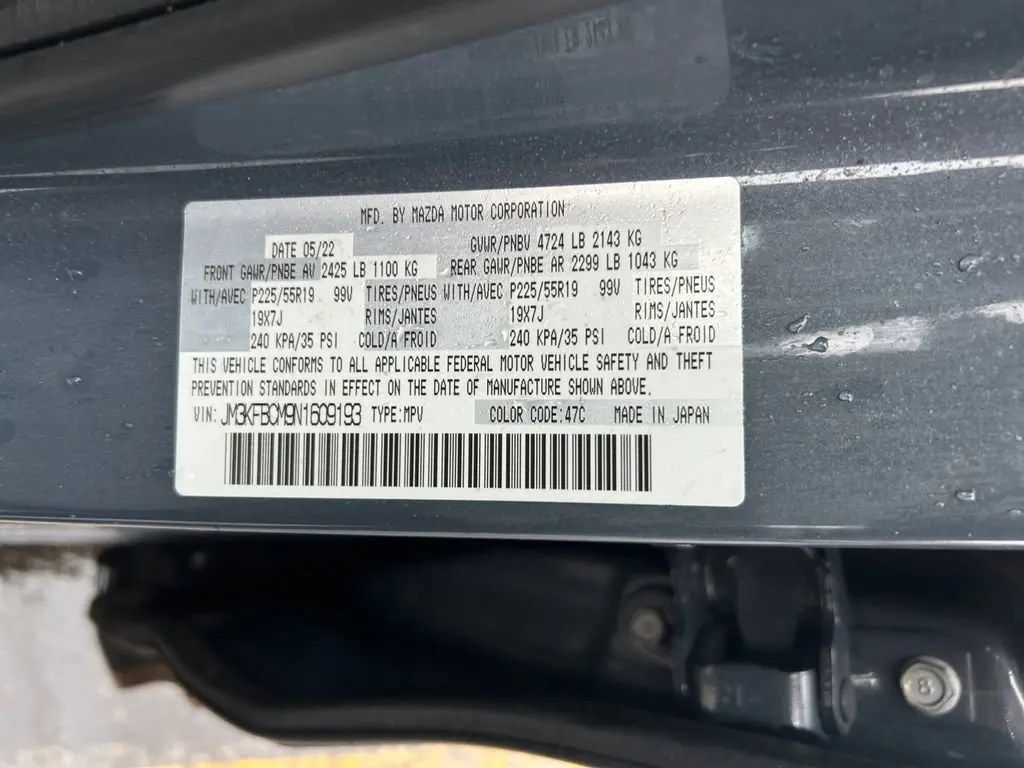 MFD. BY MAZDA MOTOR CORPORATION
DATE 05/22 GVWR/PNBV 4724 LB 2143 KG
FRONT GAWR/PNBE AV 2425 LB 1100 KG REAR GAWR/PNBE AR 2299 LB 1043 KG
WITH/AVEC P225/55R19 99V TIRES/PNEUS WITH/AVEC P225/55R19 99V TIRES/PNEUS
19X7J RIMS/JANTES 19X7J RIMS/JANTES
240 KPA/35 PSI COLD/A FROID 240 KPA/35 PSI COLD/A FROID
THIS VEHICLE CONFORMS TO ALL APPLICABLE FEDERAL MOTOR VEHICLE SAFETY AND THEFT
PREVENTION STANDARDS IN EFFECT ON THE DATE OF MANUFACTURE SHOWN ABOVE.
VIN: JM3KFBCM9N1609193 TYPE:MPV COLOR CODE:47C MADE IN JAPAN
8